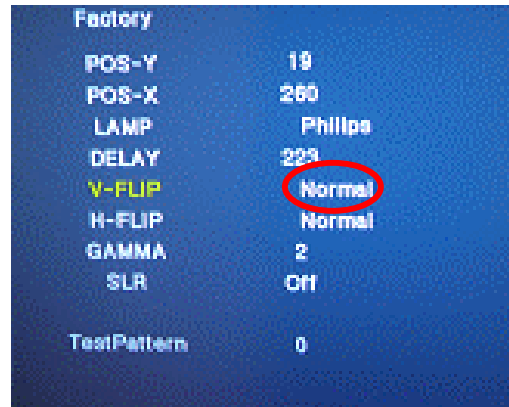 Factory
POS-Y 19
POS-X 260
LAMP Philips
DELAY 223
V-FLIP Normal
H-FLIP Normal
GAMMA 2
SLR Off
TestPattern 0